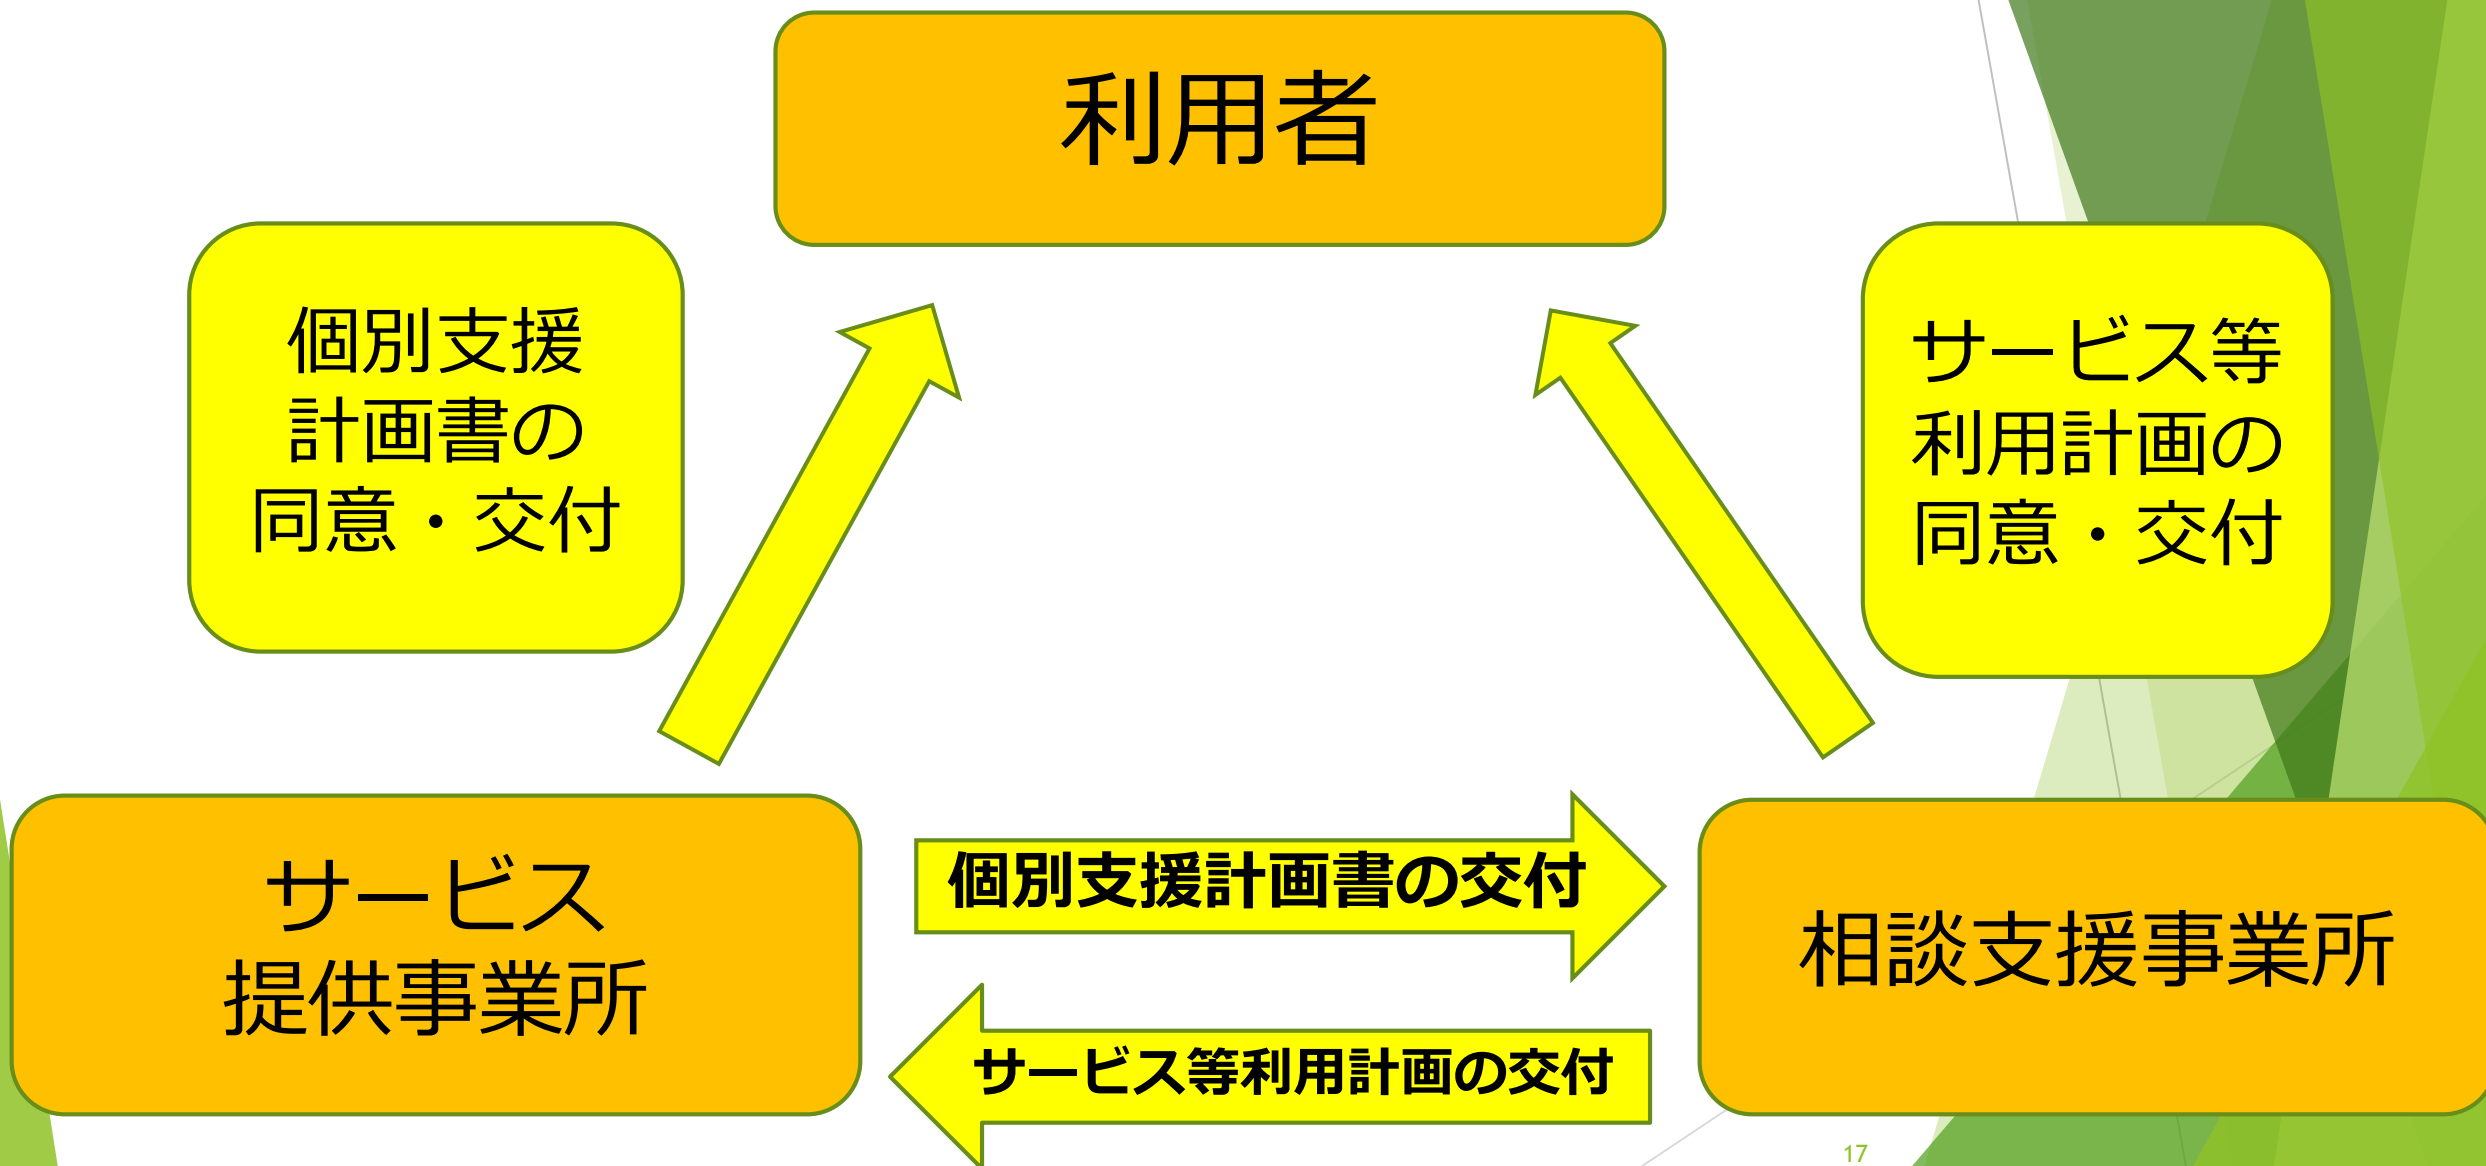 利用者
個別支援
計画書の
同意・交付
サービス等
利用計画の
同意・交付
サービス
提供事業所
個別支援計画書の交付
サービス等利用計画の交付
相談支援事業所
17